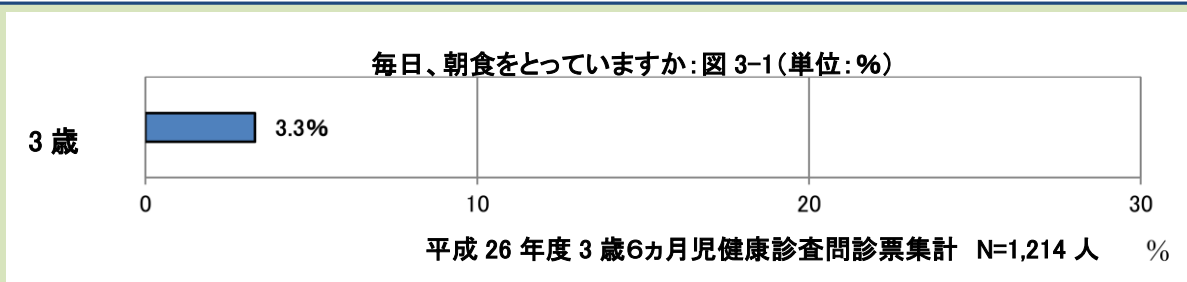 毎日、朝食をとっていますか：図 3-1（単位：％）
3 歳
3.3%
0 10 20 30
平成 26 年度 3 歳６ヵ月児健康診査問診票集計 N=1,214 人 %